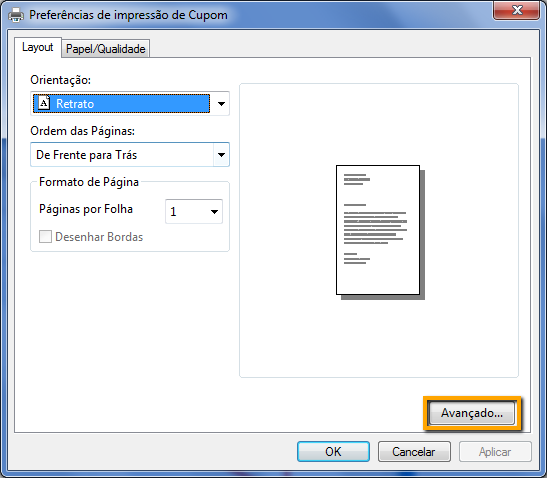 Preferências de impressão de Cupom
Layout
Papel/Qualidade
Orientação:
A Retrato
Ordem das Páginas:
De Frente para Trás
Formato de Página
Páginas por Folha
1
Desenhar Bordas
Avançado...
OK
Cancelar
Aplicar